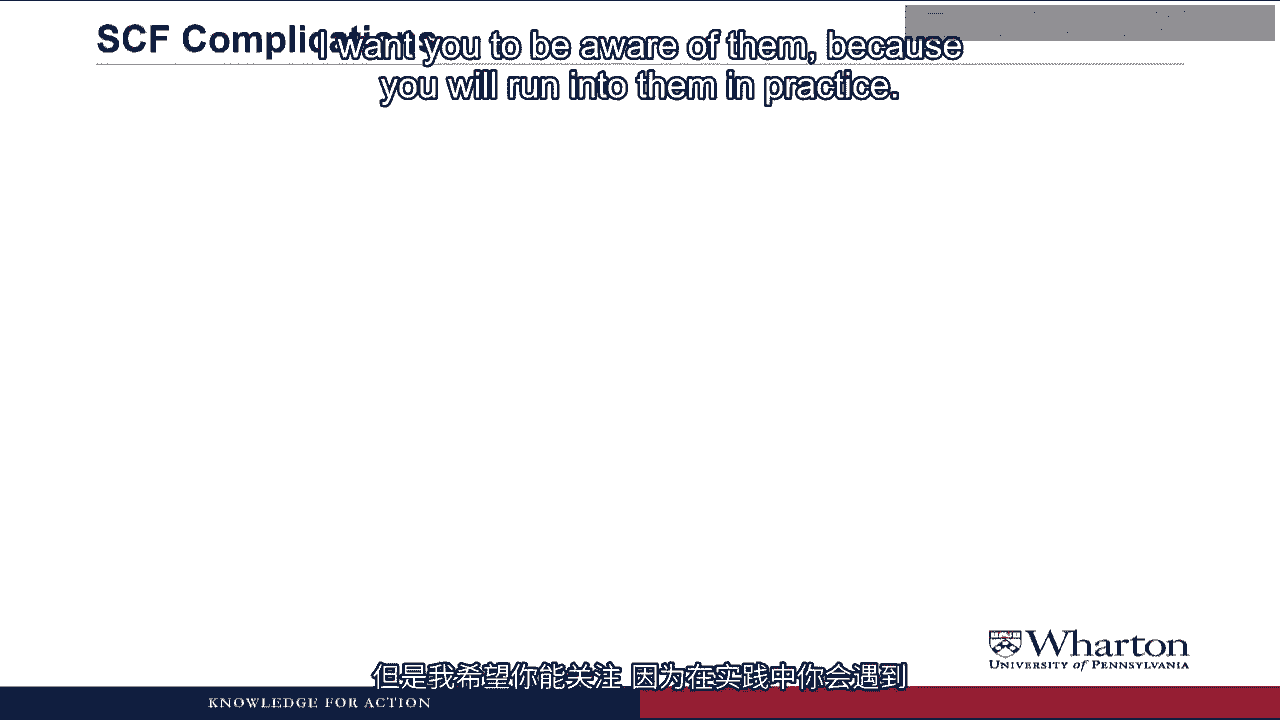 SCF Complications
I want you to be aware of them, because
you will run into them in practice.
Wharton
UNIVERSITY of PENNSYLVANIA
但是我希望你能关注 因为在实践中你会遇到
KNOWLEDGE FOR ACTION